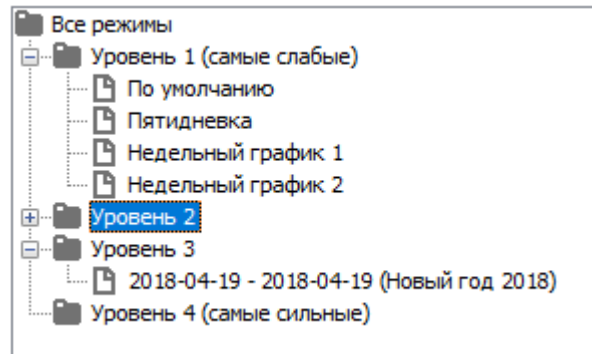 Все режимы
Уровень 1 (самые слабые)
По умолчанию
Пятидневка
Недельный график 1
Недельный график 2
Уровень 2
Уровень 3
2018-04-19 - 2018-04-19 (Новый год 2018)
Уровень 4 (самые сильные)